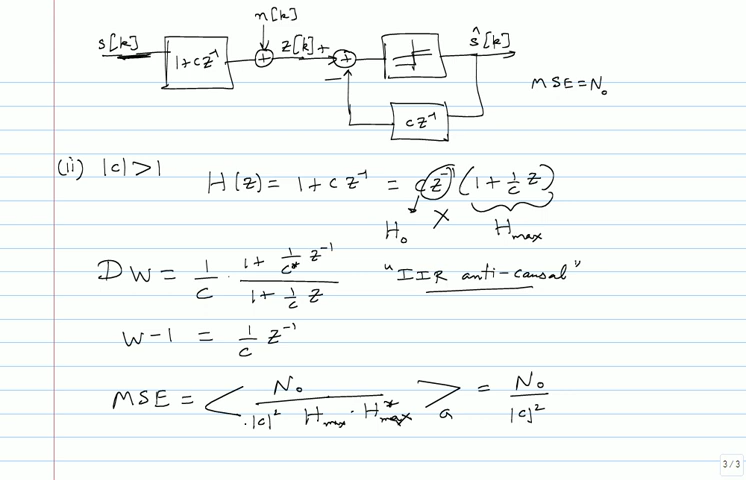 n[k]
s[k] 1+cz⁻¹ + z[k] + + ŝ[k]
−
MSE = N₀
cz⁻¹
(ii) |c| > 1 H(z) = 1 + cz⁻¹ = cz⁻¹ (1 + 1/c z)
H₀ X H_max
DW = 1/c · (1 + 1/c* z⁻¹)/(1 + 1/c z) "IIR anti-causal"
W − 1 = 1/c z⁻¹
MSE = < N₀/(·|c|² H_max · H*_max) >_a = N₀/|c|²
3 / 3